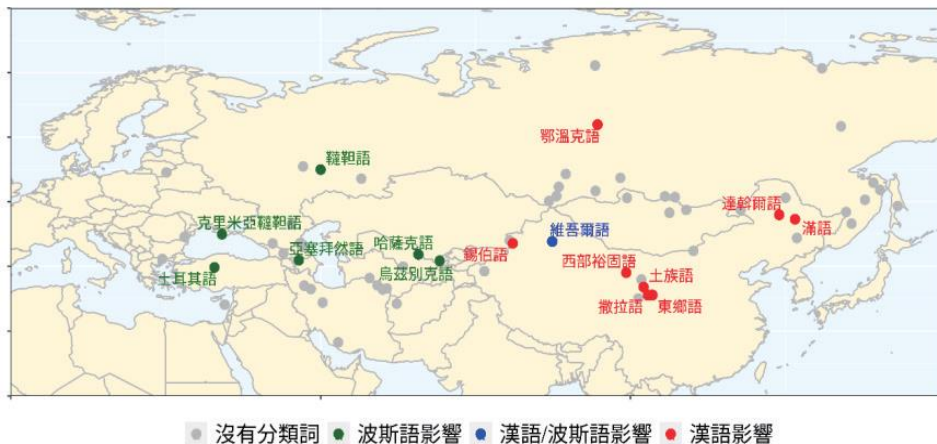 鄂溫克語
韃靼語
達斡爾語
克里米亞韃靼語
滿語
維吾爾語
亞塞拜然語
哈薩克語
錫伯語
西部裕固語
土耳其語
烏茲別克語
土族語
撒拉語
東鄉語
沒有分類詞
波斯語影響
漢語/波斯語影響
漢語影響